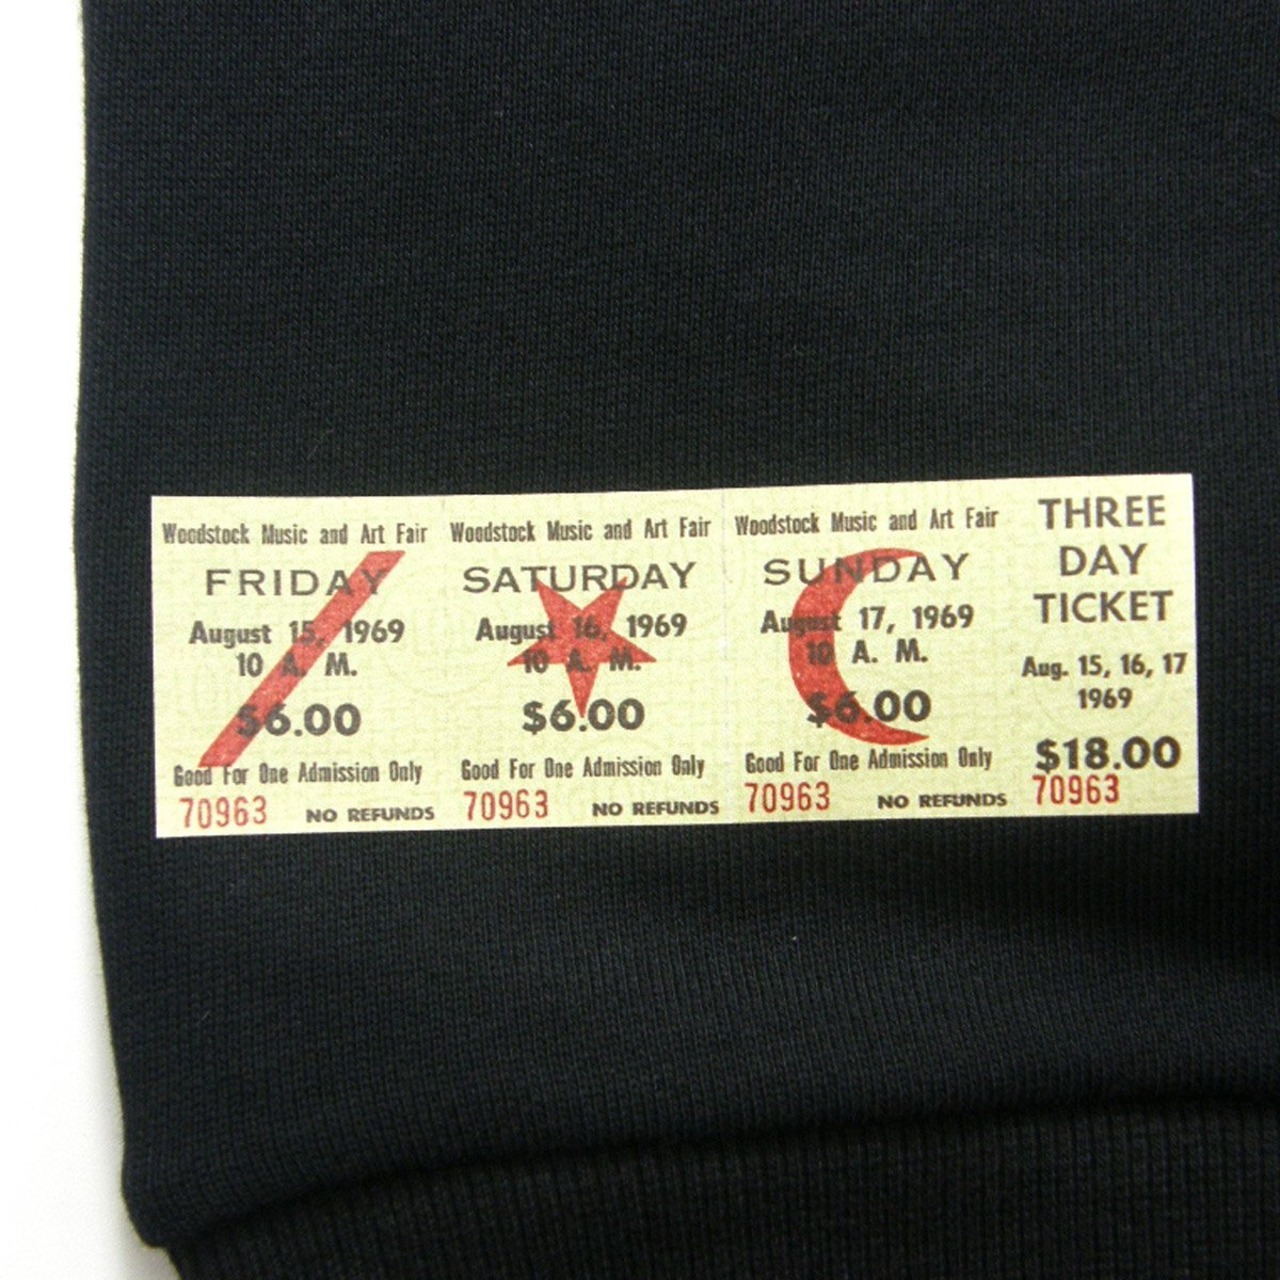 Woodstock Music and Art Fair
FRIDAY
August 15, 1969
10 A. M.
$6.00
Good For One Admission Only
70963 NO REFUNDS
Woodstock Music and Art Fair
SATURDAY
August 16, 1969
10 A. M.
$6.00
Good For One Admission Only
70963 NO REFUNDS
Woodstock Music and Art Fair
SUNDAY
August 17, 1969
10 A. M.
$6.00
Good For One Admission Only
70963 NO REFUNDS
THREE
DAY
TICKET
Aug. 15, 16, 17
1969
$18.00
70963